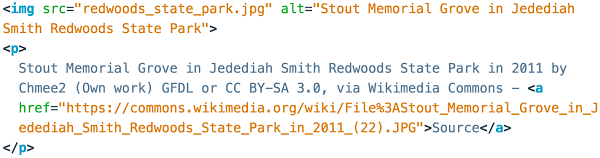 <img src="redwoods_state_park.jpg" alt="Stout Memorial Grove in Jedediah
Smith Redwoods State Park">
<p>
Stout Memorial Grove in Jedediah Smith Redwoods State Park in 2011 by
Chmee2 (Own work) GFDL or CC BY-SA 3.0, via Wikimedia Commons – <a
href="https://commons.wikimedia.org/wiki/File%3AStout_Memorial_Grove_in_J
edediah_Smith_Redwoods_State_Park_in_2011_(22).JPG">Source</a>
</p>